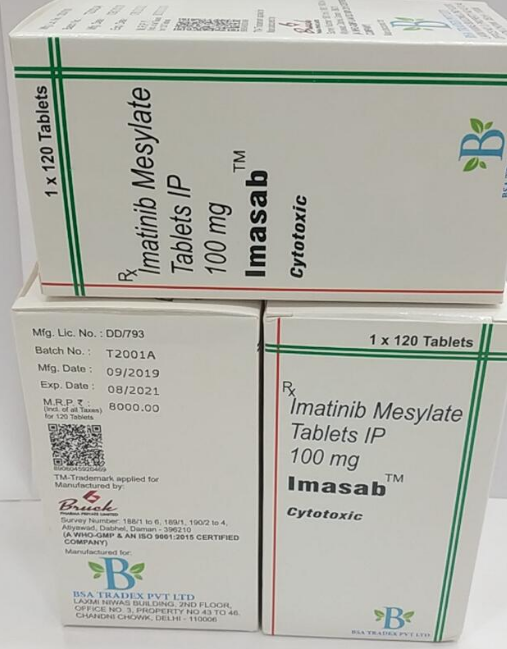 1 x 120 Tablets
Rx
Imatinib Mesylate
Tablets IP
100 mg
Imasab™
Cytotoxic
B
Mfg. Lic. No. : DD/793
Batch No. : T2001A
Mfg. Date : 09/2019
Exp. Date : 08/2021
M.R.P. ₹ : 8000.00
(Incl. of all Taxes)
for 120 Tablets
8906045920469
TM-Trademark applied for
Manufactured by:
Bruck
PHARMA PRIVATE LIMITED
Survey Number: 188/1 to 6, 189/1, 190/2 to 4,
Atiyawad, Dabhel, Daman - 396210
(A WHO-GMP & AN ISO 9001:2015 CERTIFIED
COMPANY)
Manufactured for:
B
BSA TRADEX PVT LTD
LAXMI NIWAS BUILDING, 2ND FLOOR,
OFFICE NO. 3, PROPERTY NO 43 TO 46,
CHANDNI CHOWK, DELHI - 110006
1 x 120 Tablets
Rx
Imatinib Mesylate
Tablets IP
100 mg
Imasab™
Cytotoxic
B
BSA TRADEX PVT LTD